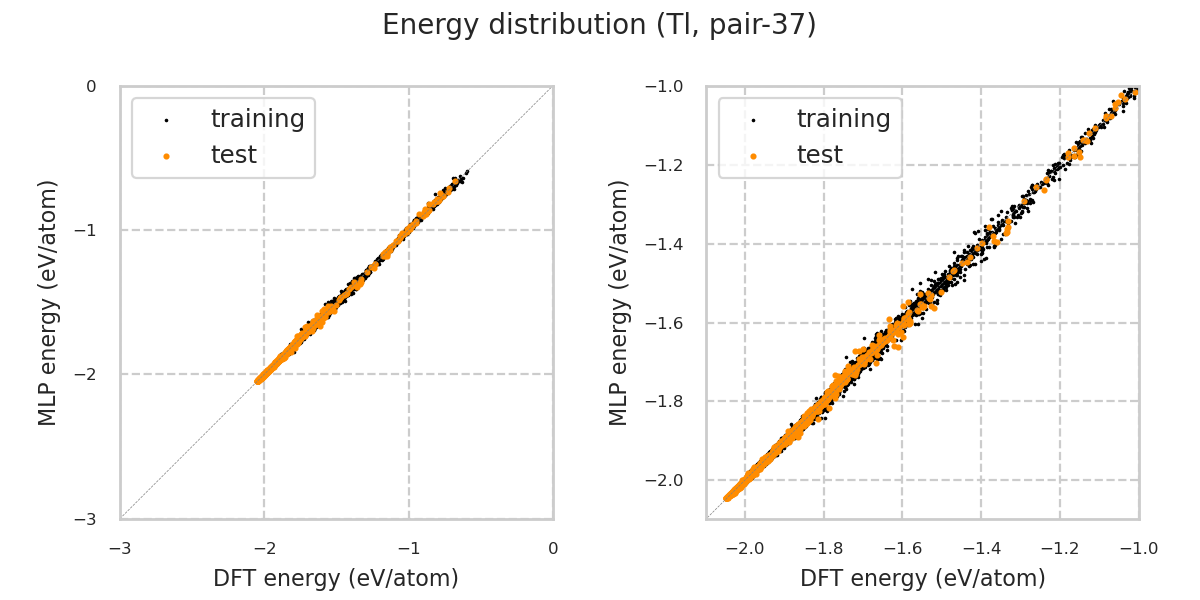 Energy distribution (Tl, pair-37)
0
−1
−2
−3
MLP energy (eV/atom)
training
test
−3
−2
−1
0
DFT energy (eV/atom)
−1.0
−1.2
−1.4
−1.6
−1.8
−2.0
MLP energy (eV/atom)
training
test
−2.0
−1.8
−1.6
−1.4
−1.2
−1.0
DFT energy (eV/atom)